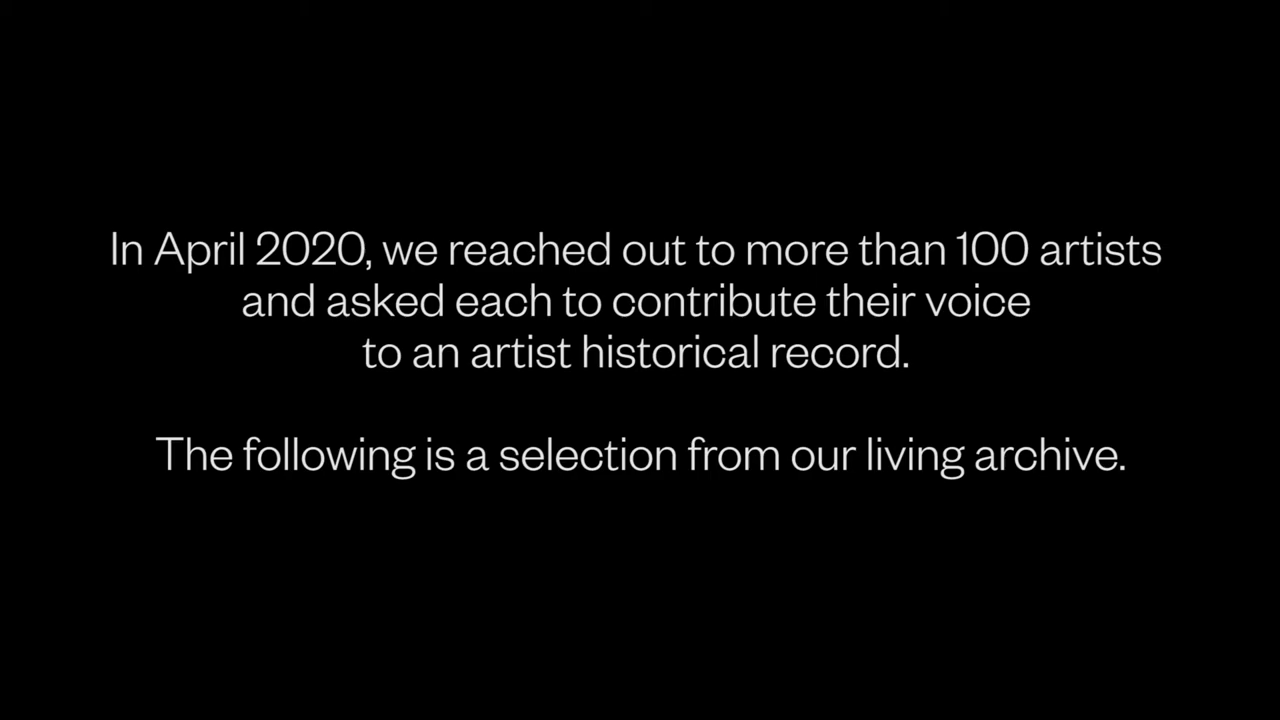 In April 2020, we reached out to more than 100 artists
and asked each to contribute their voice
to an artist historical record.
The following is a selection from our living archive.